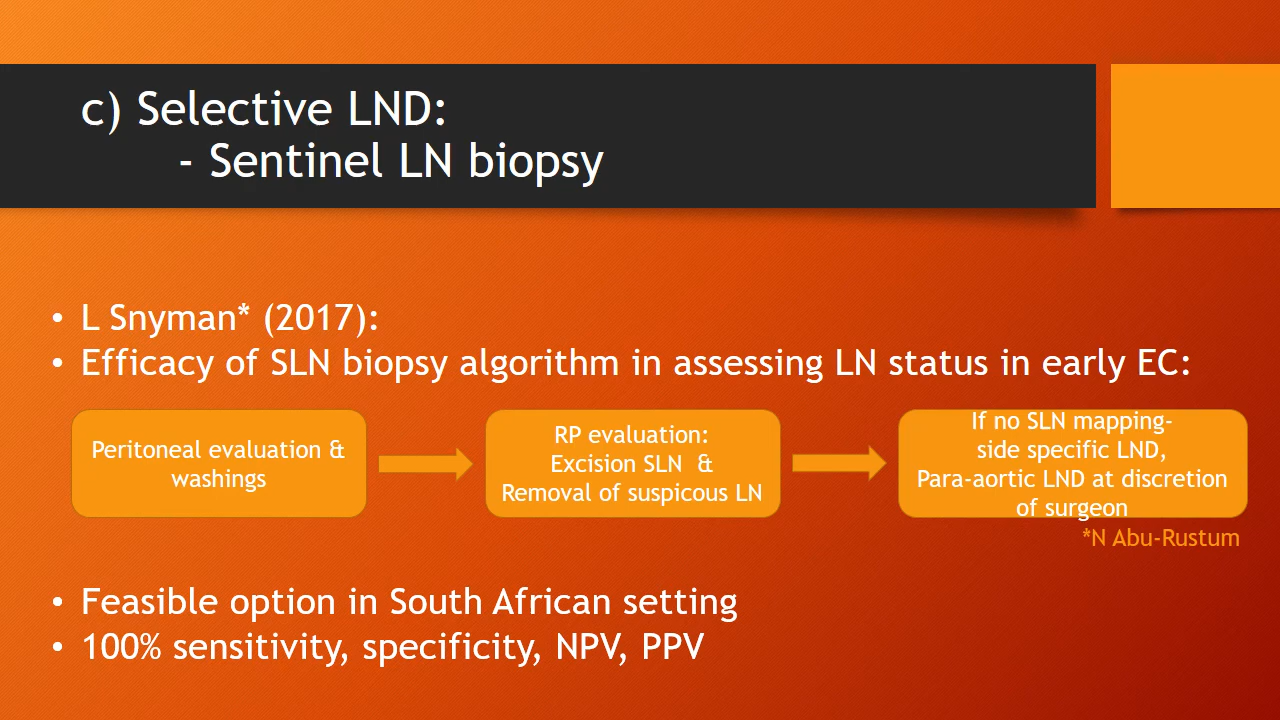 c) Selective LND:
- Sentinel LN biopsy
• L Snyman* (2017):
• Efficacy of SLN biopsy algorithm in assessing LN status in early EC:
Peritoneal evaluation &
washings
RP evaluation:
Excision SLN &
Removal of suspicous LN
If no SLN mapping-
side specific LND,
Para-aortic LND at discretion
of surgeon
*N Abu-Rustum
• Feasible option in South African setting
• 100% sensitivity, specificity, NPV, PPV